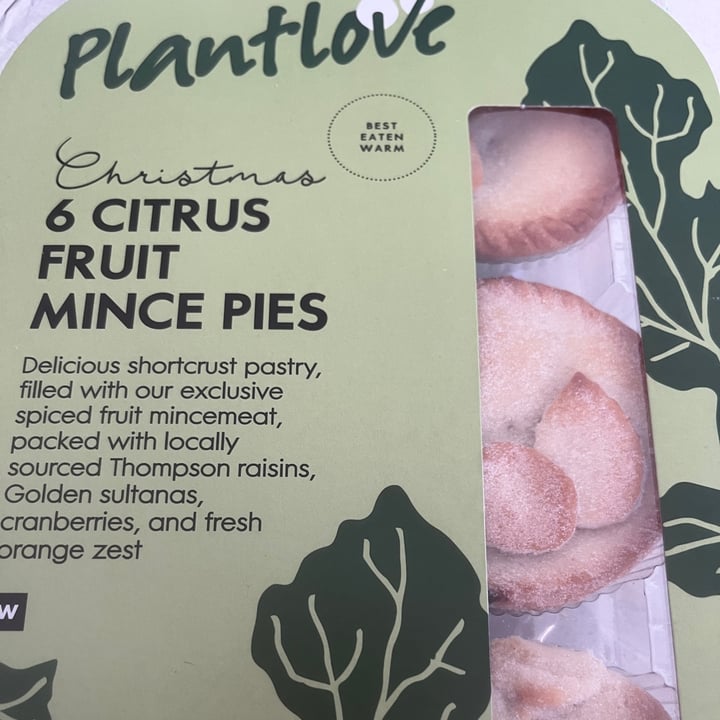 Plantlove
BEST
EATEN
WARM
Christmas
6 CITRUS
FRUIT
MINCE PIES
Delicious shortcrust pastry,
filled with our exclusive
spiced fruit mincemeat,
packed with locally
sourced Thompson raisins,
Golden sultanas,
cranberries, and fresh
orange zest
W